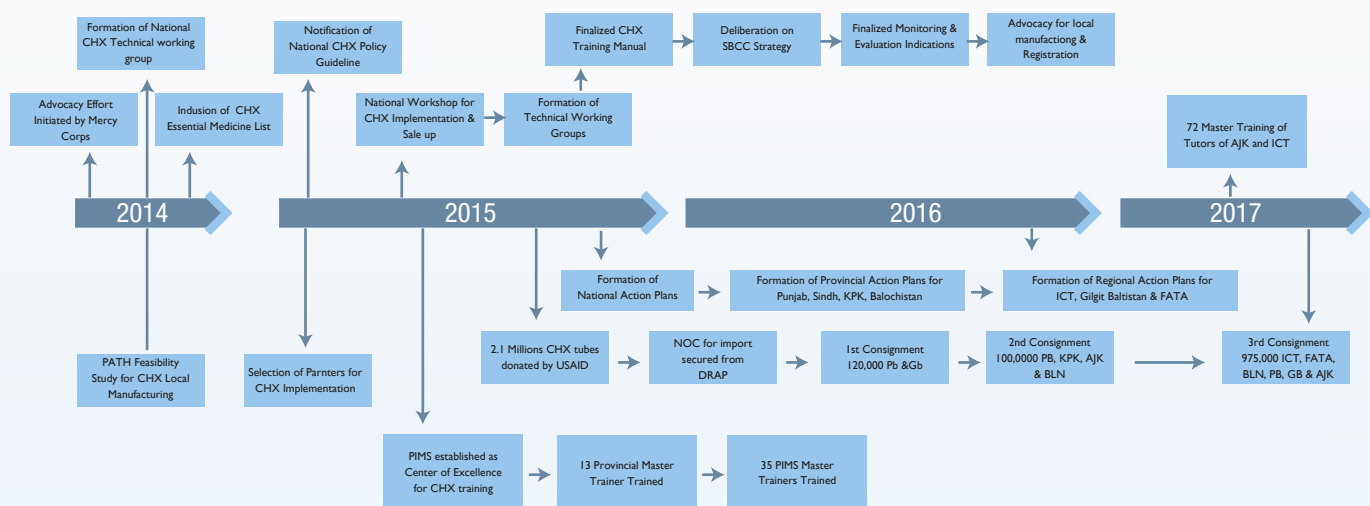 Formation of National
CHX Technical working
group
Advocacy Effort
Initiated by Mercy
Corps
Indusion of CHX
Essential Medicine List
Notification of
National CHX Policy
Guideline
National Workshop for
CHX Implementation &
Sale up
Formation of
Technical Working
Groups
Finalized CHX
Training Manual
Deliberation on
SBCC Strategy
Finalized Monitoring &
Evaluation Indications
Advocacy for local
manufactiong &
Registration
72 Master Training of
Tutors of AJK and ICT
2014
2015
2016
2017
Formation of
National Action Plans
Formation of Provincial Action Plans for
Punjab, Sindh, KPK, Balochistan
Formation of Regional Action Plans for
ICT, Gilgit Baltistan & FATA
PATH Feasibility
Study for CHX Local
Manufacturing
Selection of Parnters for
CHX Implementation
2.1 Millions CHX tubes
donated by USAID
NOC for import
secured from
DRAP
1st Consignment
120,000 Pb &Gb
2nd Consignment
100,0000 PB, KPK, AJK
& BLN
3rd Consignment
975,000 ICT, FATA,
BLN, PB, GB & AJK
PIMS established as
Center of Excellence
for CHX training
13 Provincial Master
Trainer Trained
35 PIMS Master
Trainers Trained